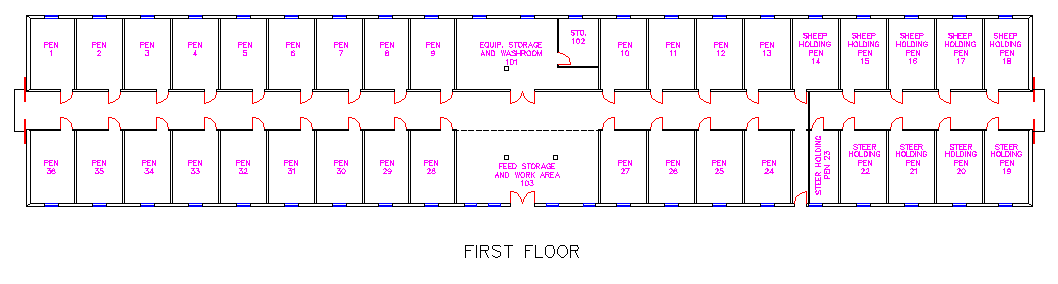 PEN
1
PEN
2
PEN
3
PEN
4
PEN
5
PEN
6
PEN
7
PEN
8
PEN
9
EQUIP. STORAGE
AND WASHROOM
101
STO.
102
PEN
10
PEN
11
PEN
12
PEN
13
SHEEP
HOLDING
PEN
14
SHEEP
HOLDING
PEN
15
SHEEP
HOLDING
PEN
16
SHEEP
HOLDING
PEN
17
SHEEP
HOLDING
PEN
18
PEN
36
PEN
35
PEN
34
PEN
33
PEN
32
PEN
31
PEN
30
PEN
29
PEN
28
FEED STORAGE
AND WORK AREA
103
PEN
27
PEN
26
PEN
25
PEN
24
STEER HOLDING
PEN 23
STEER
HOLDING
PEN
22
STEER
HOLDING
PEN
21
STEER
HOLDING
PEN
20
STEER
HOLDING
PEN
19
FIRST FLOOR